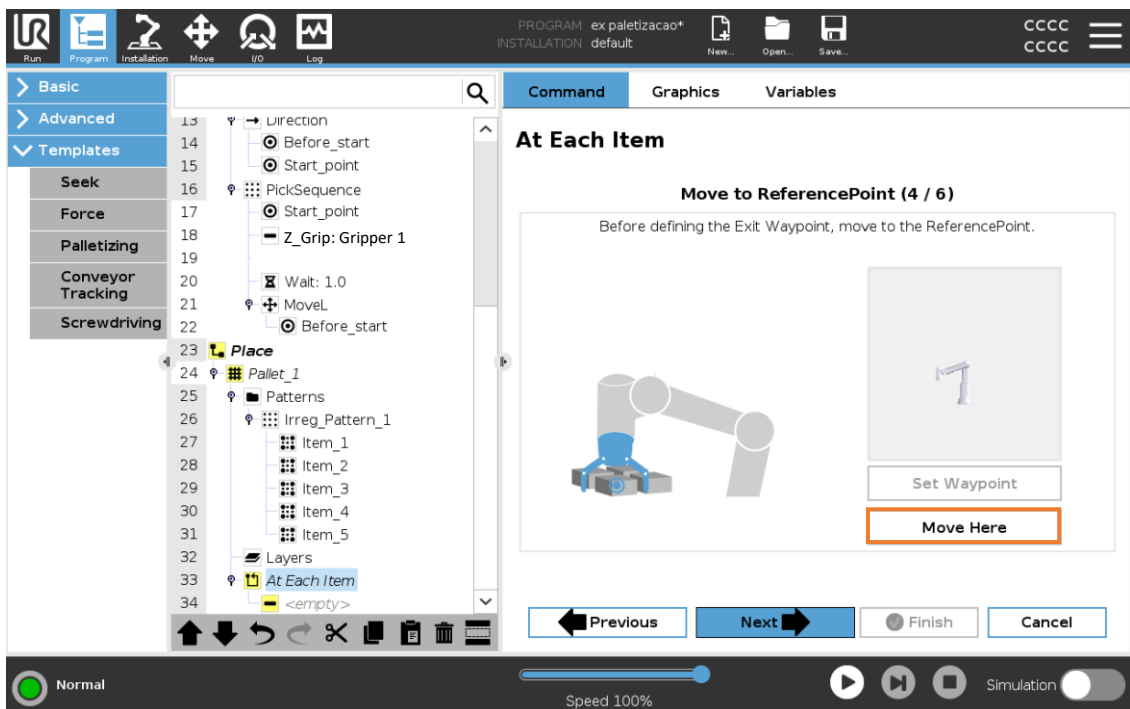 PROGRAM ex paletizacao*
INSTALLATION default
New...
Open...
Save...
CCCC
CCCC
UR
Run
Program
Installation
Move
I/O
Log
Basic
Advanced
Templates
Seek
Force
Palletizing
Conveyor
Tracking
Screwdriving
13 Direction
14 Before_start
15 Start_point
16 PickSequence
17 Start_point
18 Z_Grip: Gripper 1
19
20 Wait: 1.0
21 MoveL
22 Before_start
23 Place
24 Pallet_1
25 Patterns
26 Irreg_Pattern_1
27 Item_1
28 Item_2
29 Item_3
30 Item_4
31 Item_5
32 Layers
33 At Each Item
34 <empty>
Command Graphics Variables
At Each Item
Move to ReferencePoint (4 / 6)
Before defining the Exit Waypoint, move to the ReferencePoint.
Set Waypoint
Move Here
Previous Next Finish Cancel
Normal
Speed 100%
Simulation